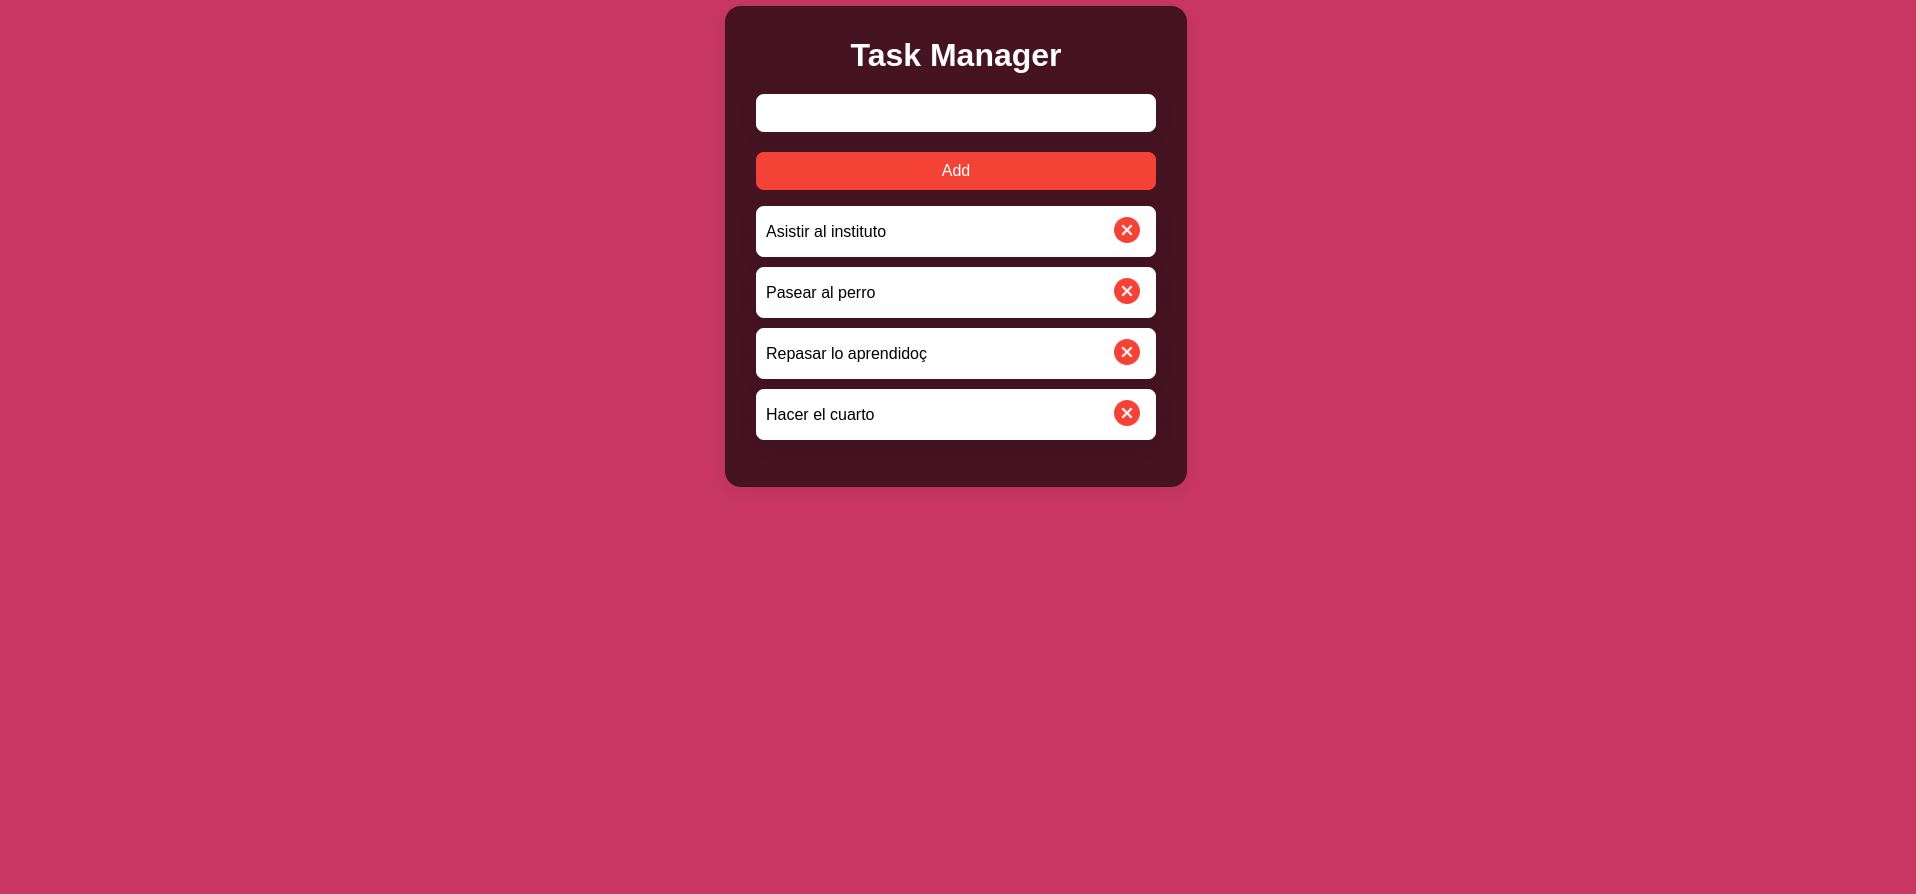 Task Manager
Add
Asistir al instituto
Pasear al perro
Repasar lo aprendidoç
Hacer el cuarto